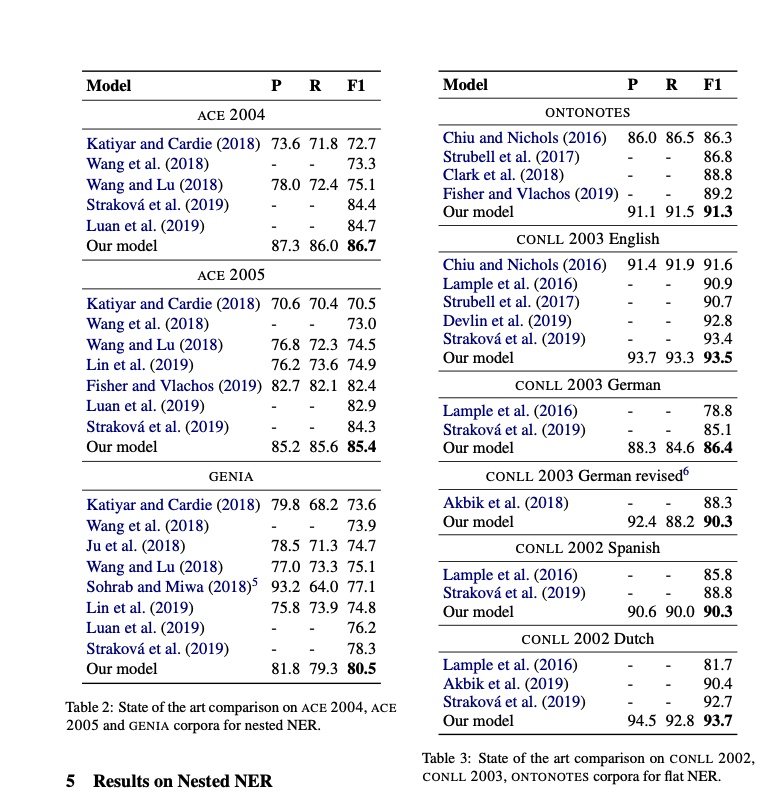 Model P R F1
ACE 2004
Katiyar and Cardie (2018) 73.6 71.8 72.7
Wang et al. (2018) - - 73.3
Wang and Lu (2018) 78.0 72.4 75.1
Straková et al. (2019) - - 84.4
Luan et al. (2019) - - 84.7
Our model 87.3 86.0 86.7
ACE 2005
Katiyar and Cardie (2018) 70.6 70.4 70.5
Wang et al. (2018) - - 73.0
Wang and Lu (2018) 76.8 72.3 74.5
Lin et al. (2019) 76.2 73.6 74.9
Fisher and Vlachos (2019) 82.7 82.1 82.4
Luan et al. (2019) - - 82.9
Straková et al. (2019) - - 84.3
Our model 85.2 85.6 85.4
GENIA
Katiyar and Cardie (2018) 79.8 68.2 73.6
Wang et al. (2018) - - 73.9
Ju et al. (2018) 78.5 71.3 74.7
Wang and Lu (2018) 77.0 73.3 75.1
Sohrab and Miwa (2018)5 93.2 64.0 77.1
Lin et al. (2019) 75.8 73.9 74.8
Luan et al. (2019) - - 76.2
Straková et al. (2019) - - 78.3
Our model 81.8 79.3 80.5
Table 2: State of the art comparison on ACE 2004, ACE
2005 and GENIA corpora for nested NER.
5 Results on Nested NER
Model P R F1
ONTONOTES
Chiu and Nichols (2016) 86.0 86.5 86.3
Strubell et al. (2017) - - 86.8
Clark et al. (2018) - - 88.8
Fisher and Vlachos (2019) - - 89.2
Our model 91.1 91.5 91.3
CONLL 2003 English
Chiu and Nichols (2016) 91.4 91.9 91.6
Lample et al. (2016) - - 90.9
Strubell et al. (2017) - - 90.7
Devlin et al. (2019) - - 92.8
Straková et al. (2019) - - 93.4
Our model 93.7 93.3 93.5
CONLL 2003 German
Lample et al. (2016) - - 78.8
Straková et al. (2019) - - 85.1
Our model 88.3 84.6 86.4
CONLL 2003 German revised6
Akbik et al. (2018) - - 88.3
Our model 92.4 88.2 90.3
CONLL 2002 Spanish
Lample et al. (2016) - - 85.8
Straková et al. (2019) - - 88.8
Our model 90.6 90.0 90.3
CONLL 2002 Dutch
Lample et al. (2016) - - 81.7
Akbik et al. (2019) - - 90.4
Straková et al. (2019) - - 92.7
Our model 94.5 92.8 93.7
Table 3: State of the art comparison on CONLL 2002,
CONLL 2003, ONTONOTES corpora for flat NER.